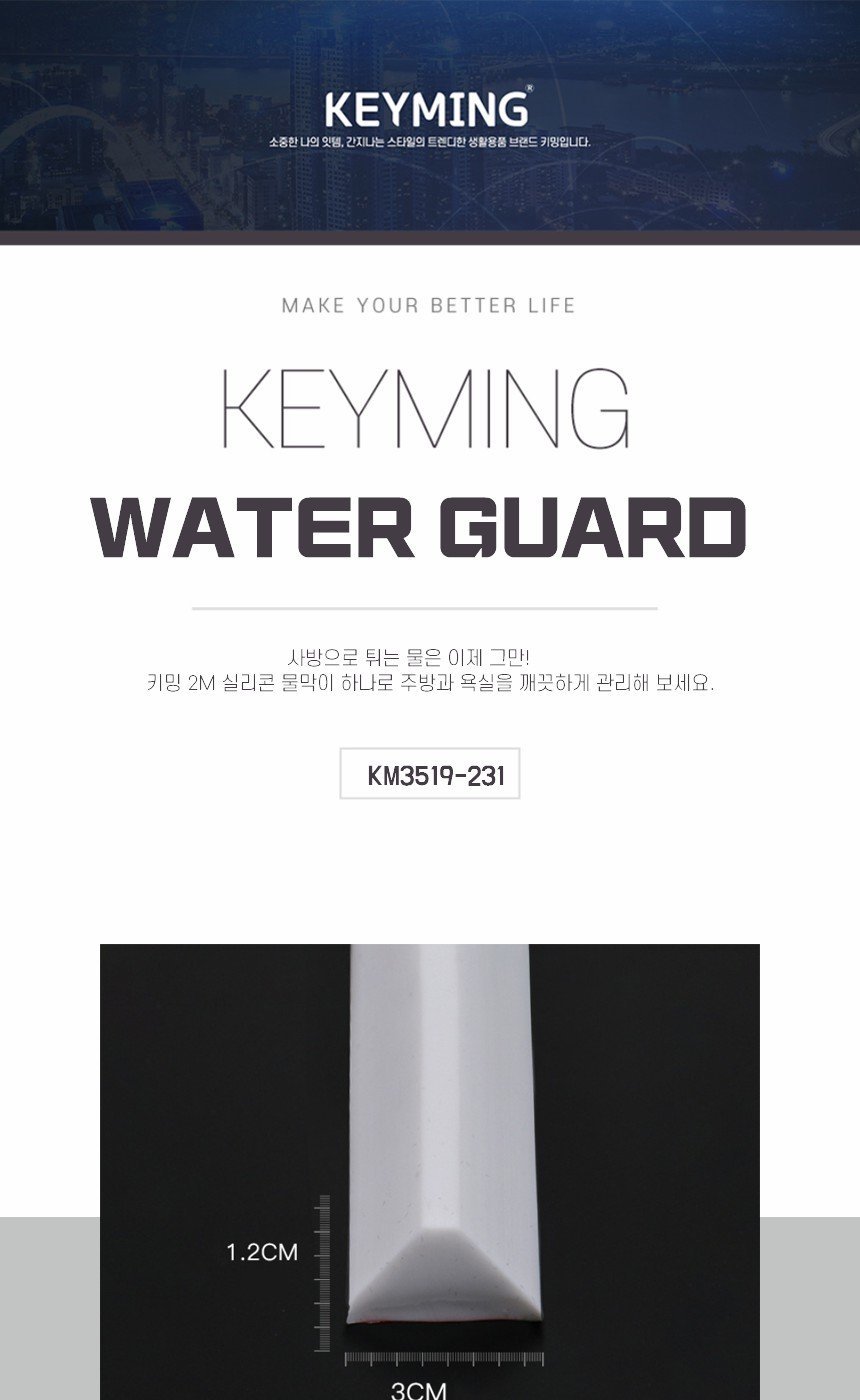 KEYMING®
소중한 나의 잇템, 간지나는 스타일의 트렌디한 생활용품 브랜드 키밍입니다.
MAKE YOUR BETTER LIFE
KEYMING
WATER GUARD
사방으로 튀는 물은 이제 그만!
키밍 2M 실리콘 물막이 하나로 주방과 욕실을 깨끗하게 관리해 보세요.
KM3519-231
1.2CM
3CM